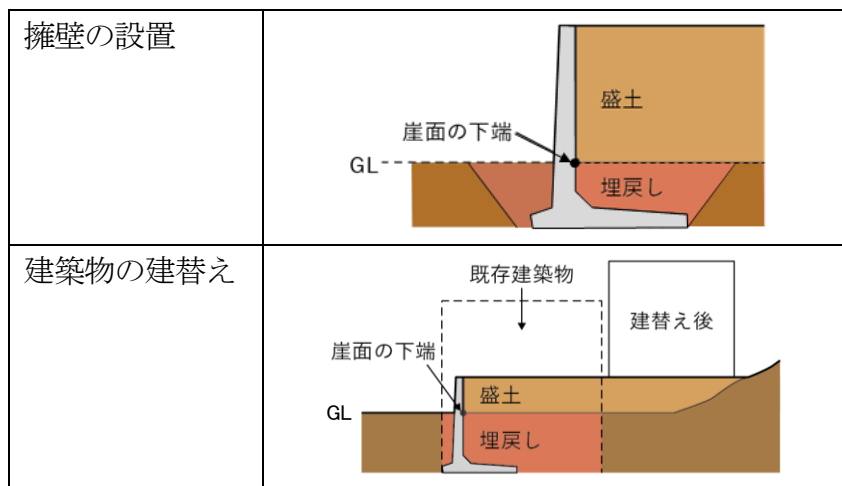 擁壁の設置
盛土
崖面の下端
GL
埋戻し
建築物の建替え
既存建築物
建替え後
崖面の下端
盛土
GL
埋戻し